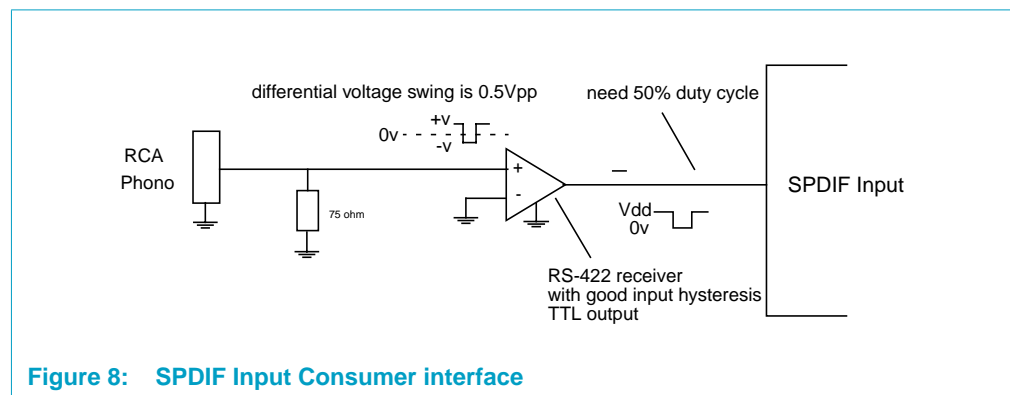 differential voltage swing is 0.5Vpp
need 50% duty cycle
+v
0v
-v
RCA
Phono
75 ohm
+
-
SPDIF Input
Vdd
0v
RS-422 receiver
with good input hysteresis
TTL output
Figure 8: SPDIF Input Consumer interface